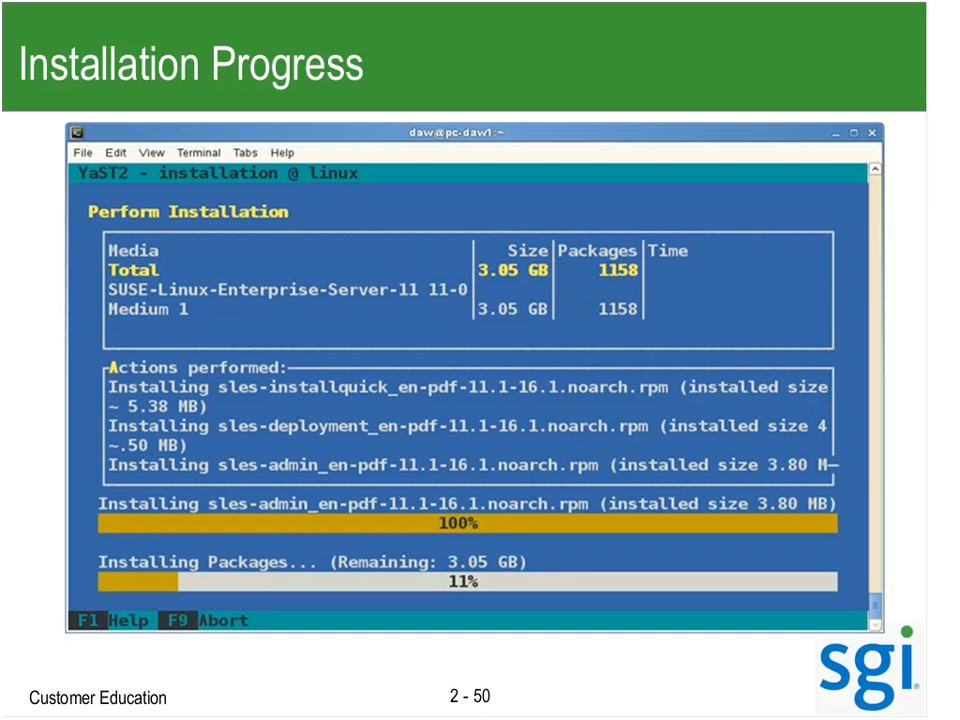 Installation Progress
daw@pc-daw1:~
File Edit View Terminal Tabs Help
YaST2 - installation @ linux
Perform Installation
Media Size Packages Time
Total 3.05 GB 1158
SUSE-Linux-Enterprise-Server-11 11-0
Medium 1 3.05 GB 1158
Actions performed:
Installing sles-installquick_en-pdf-11.1-16.1.noarch.rpm (installed size
~ 5.38 MB)
Installing sles-deployment_en-pdf-11.1-16.1.noarch.rpm (installed size 4
~.50 MB)
Installing sles-admin_en-pdf-11.1-16.1.noarch.rpm (installed size 3.80 M
Installing sles-admin_en-pdf-11.1-16.1.noarch.rpm (installed size 3.80 MB)
100%
Installing Packages... (Remaining: 3.05 GB)
11%
F1 Help F9 Abort
sgi®
Customer Education
2 - 50